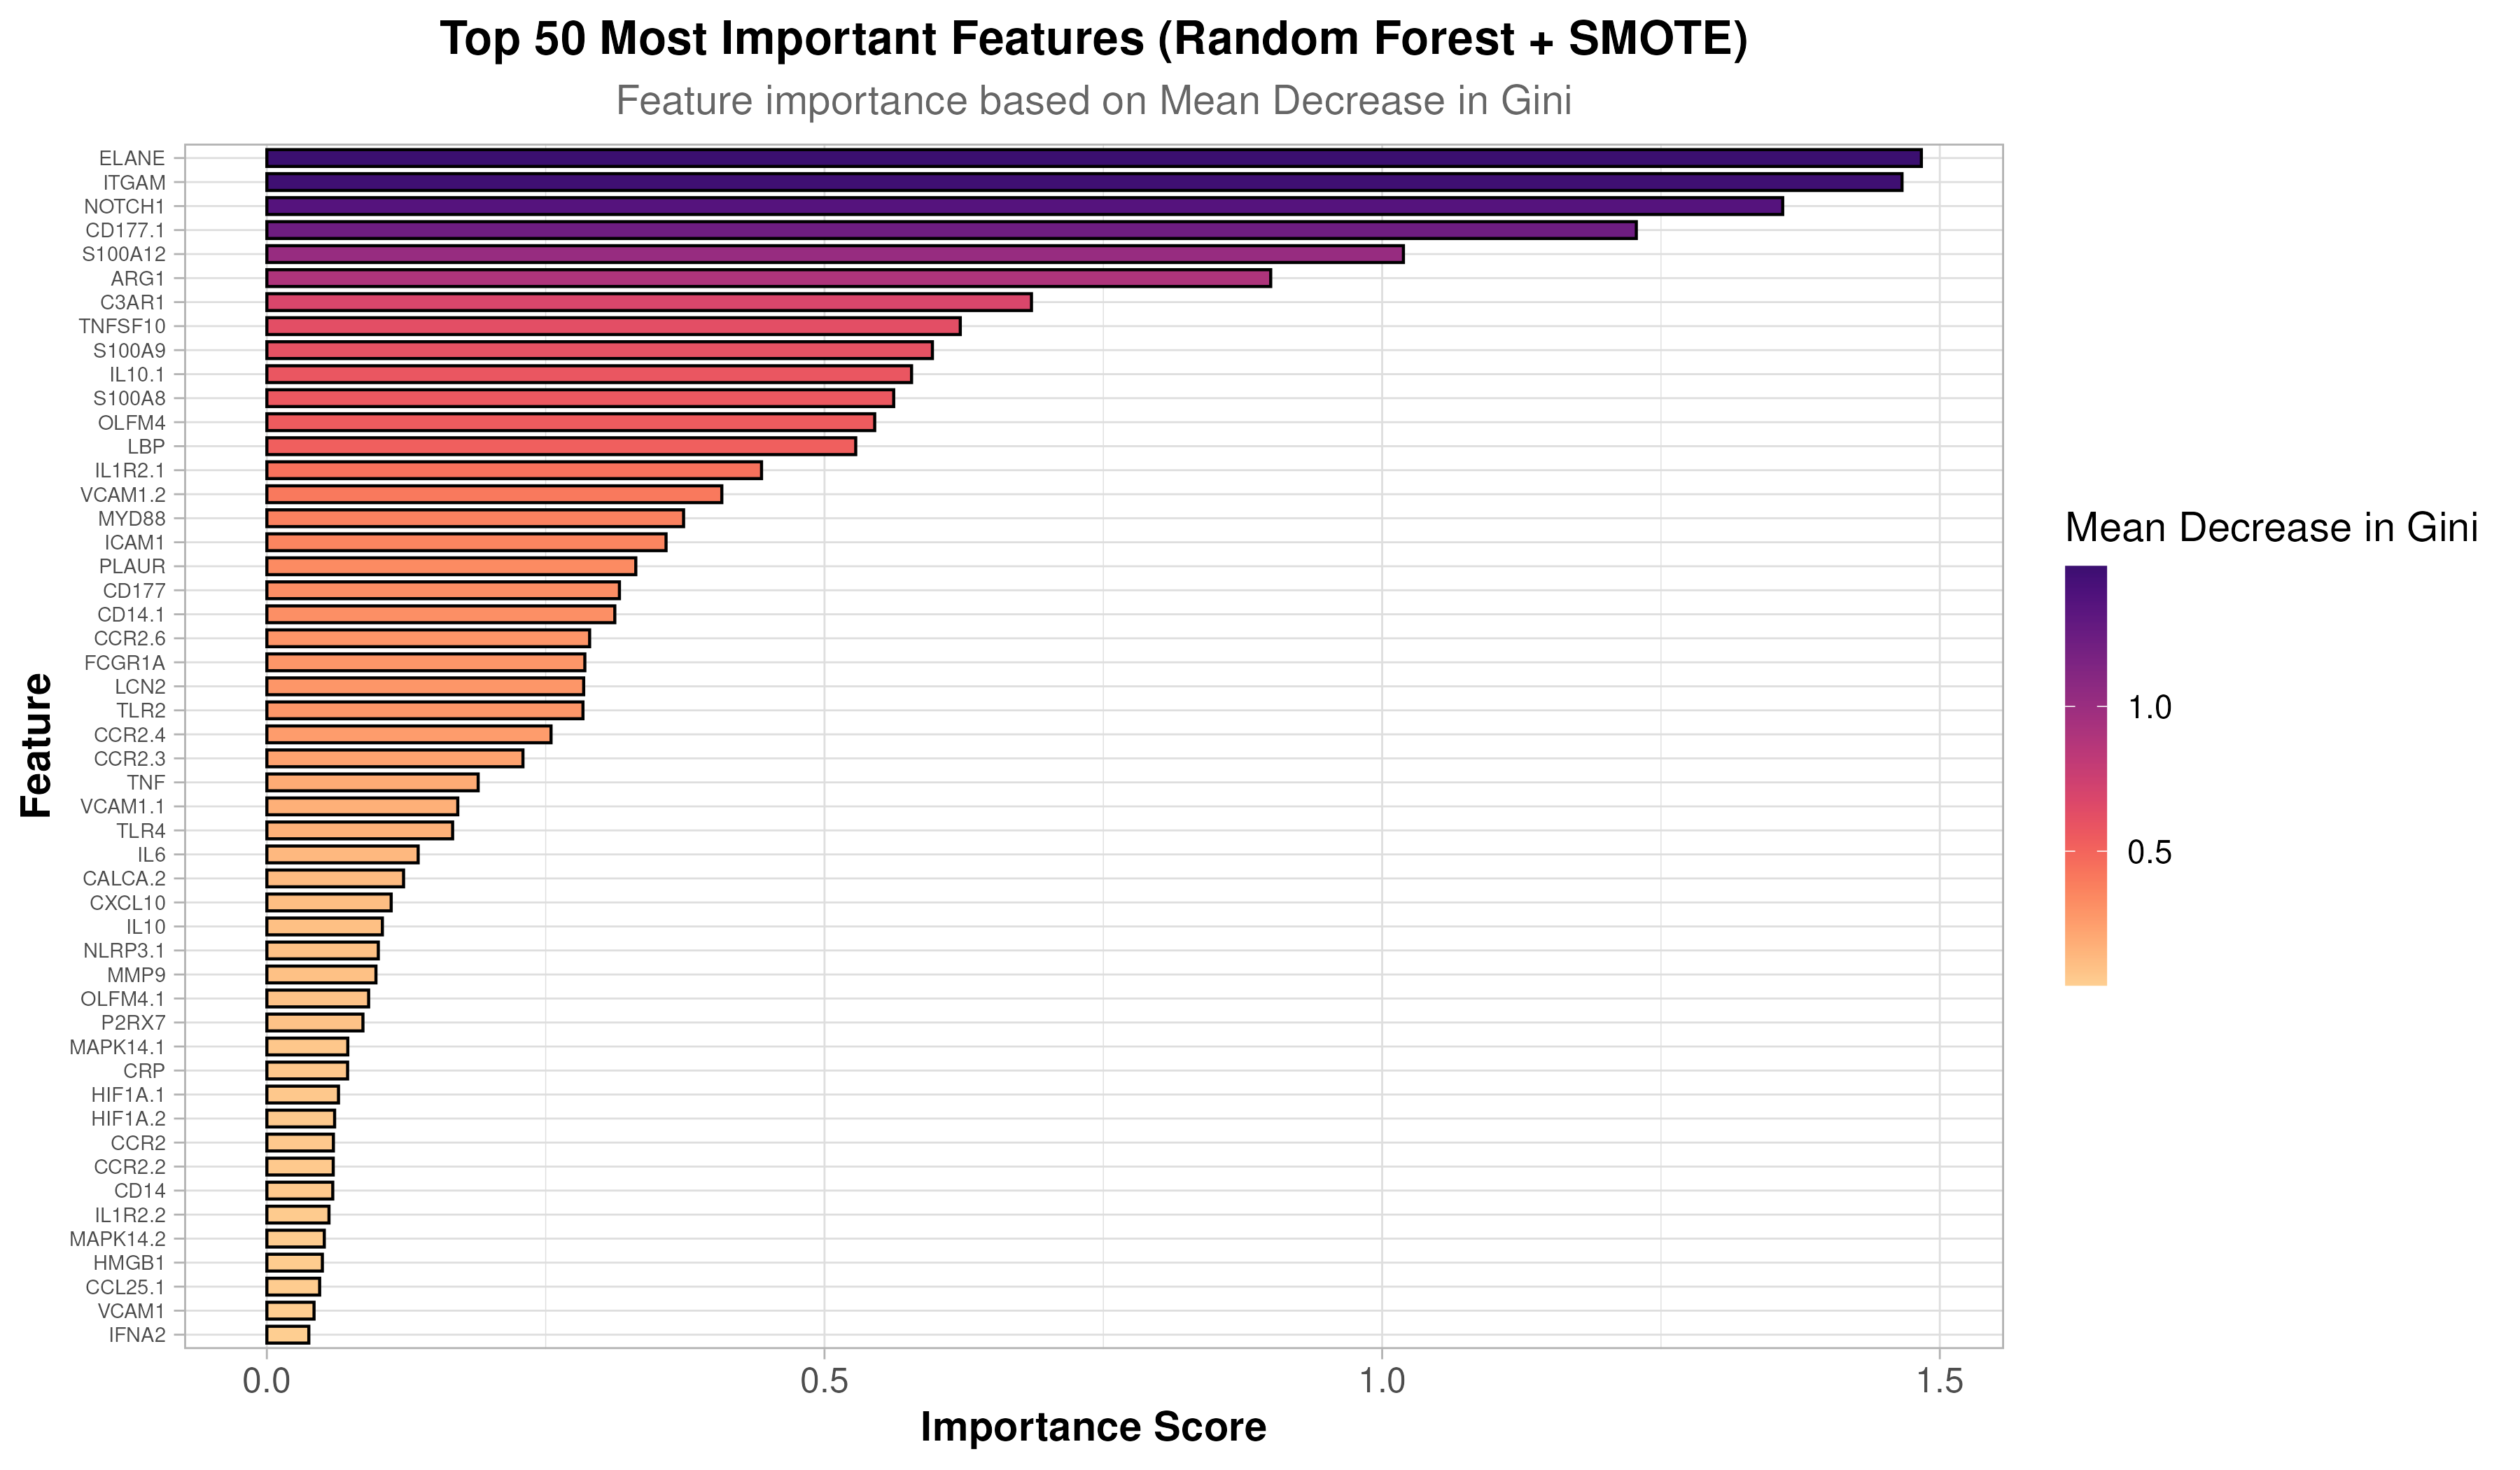 Top 50 Most Important Features (Random Forest + SMOTE)
Feature importance based on Mean Decrease in Gini
Feature
ELANE
ITGAM
NOTCH1
CD177.1
S100A12
ARG1
C3AR1
TNFSF10
S100A9
IL10.1
S100A8
OLFM4
LBP
IL1R2.1
VCAM1.2
MYD88
ICAM1
PLAUR
CD177
CD14.1
CCR2.6
FCGR1A
LCN2
TLR2
CCR2.4
CCR2.3
TNF
VCAM1.1
TLR4
IL6
CALCA.2
CXCL10
IL10
NLRP3.1
MMP9
OLFM4.1
P2RX7
MAPK14.1
CRP
HIF1A.1
HIF1A.2
CCR2
CCR2.2
CD14
IL1R2.2
MAPK14.2
HMGB1
CCL25.1
VCAM1
IFNA2
0.0 0.5 1.0 1.5
Importance Score
Mean Decrease in Gini
1.0
0.5